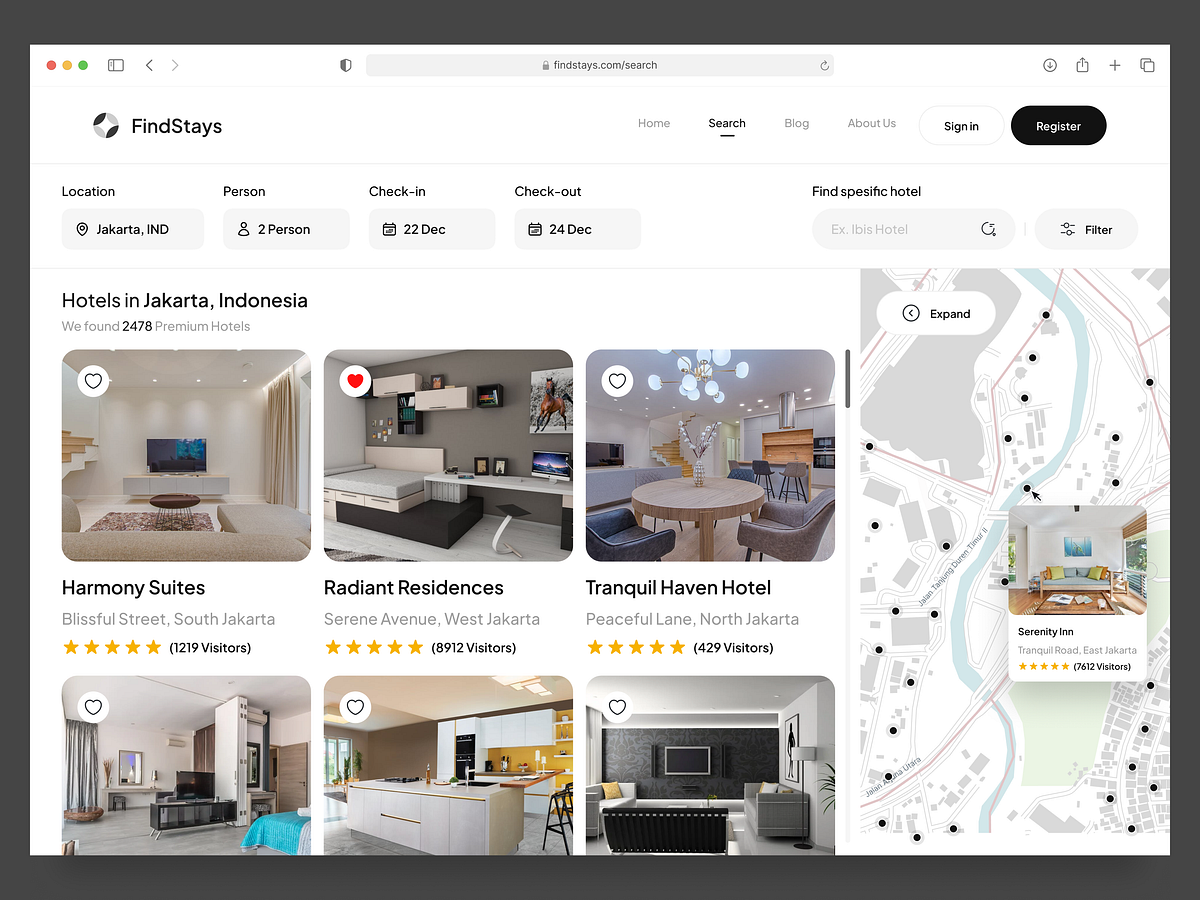 findstays.com/search
FindStays
Home
Search
Blog
About Us
Sign in
Register
Location
Person
Check-in
Check-out
Find spesific hotel
Jakarta, IND
2 Person
22 Dec
24 Dec
Ex. Ibis Hotel
Filter
Hotels in Jakarta, Indonesia
We found 2478 Premium Hotels
Expand
Harmony Suites
Blissful Street, South Jakarta
(1219 Visitors)
Radiant Residences
Serene Avenue, West Jakarta
(8912 Visitors)
Tranquil Haven Hotel
Peaceful Lane, North Jakarta
(429 Visitors)
Jalan Tanjung Duren Timur II
Serenity Inn
Tranquil Road, East Jakarta
(7612 Visitors)
Jalan Arjuna Utara